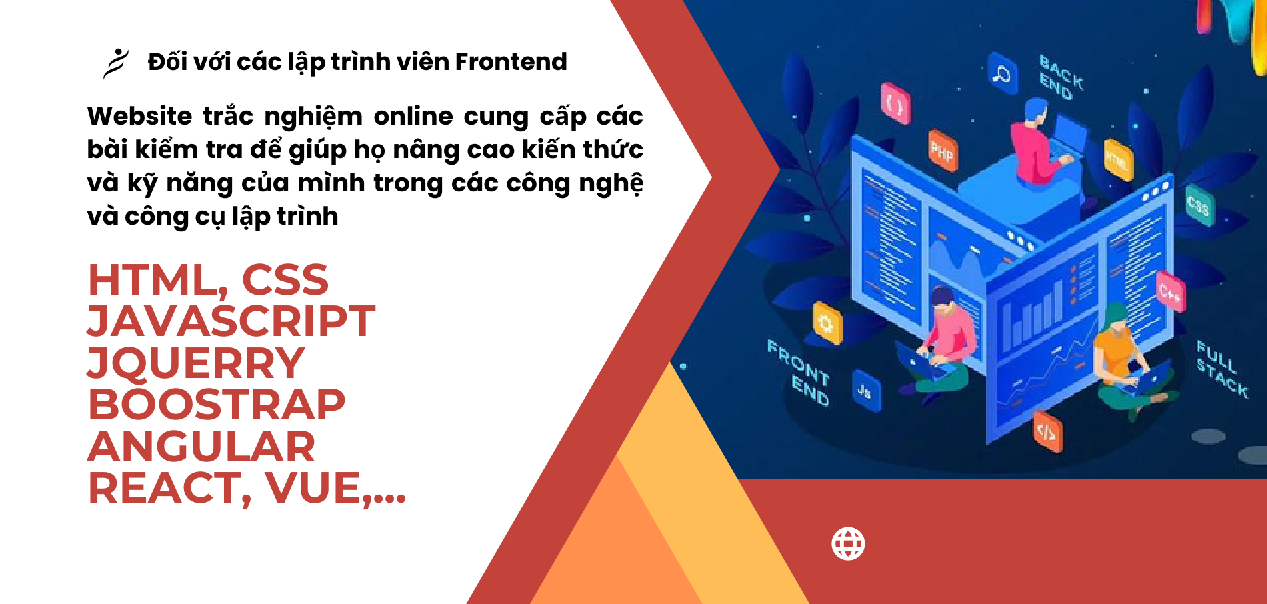 Đối với các lập trình viên Frontend
Website trắc nghiệm online cung cấp các
bài kiểm tra để giúp họ nâng cao kiến thức
và kỹ năng của mình trong các công nghệ
và công cụ lập trình
HTML, CSS
JAVASCRIPT
JQUERRY
BOOSTRAP
ANGULAR
REACT, VUE,...
BACK
END
{ }
PHP
HTML
CSS
C++
FRONT
END
JS
FULL
STACK
</>